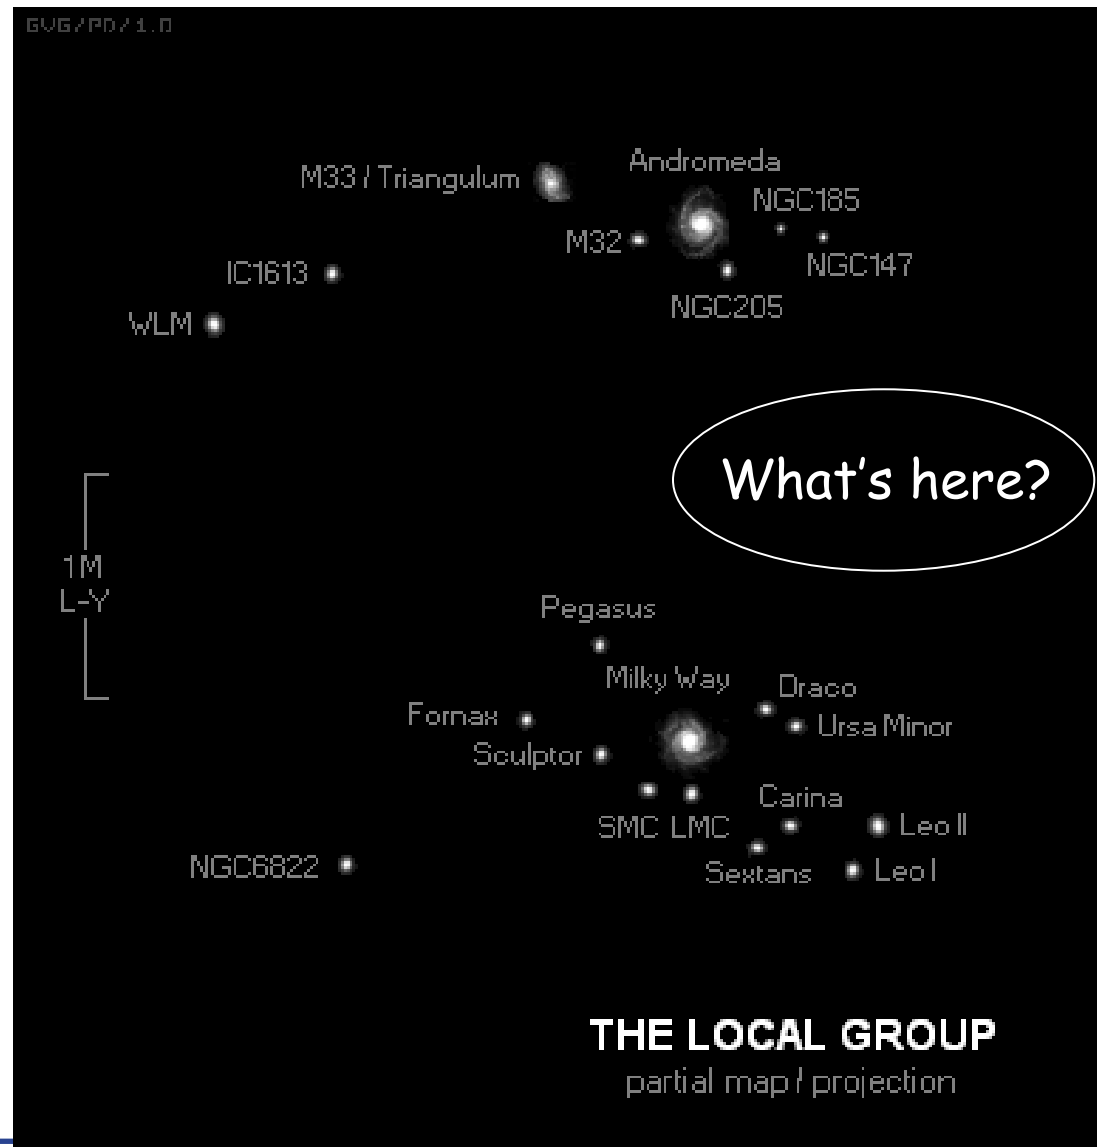 GVG/PD/1.0
Andromeda
M33 / Triangulum
NGC185
M32
NGC147
IC1613
NGC205
WLM
What's here?
1M
L-Y
Pegasus
Milky Way
Draco
Fornax
Ursa Minor
Sculptor
Carina
SMC LMC
Leo II
NGC6822
Sextans
Leo I
THE LOCAL GROUP
partial map / projection